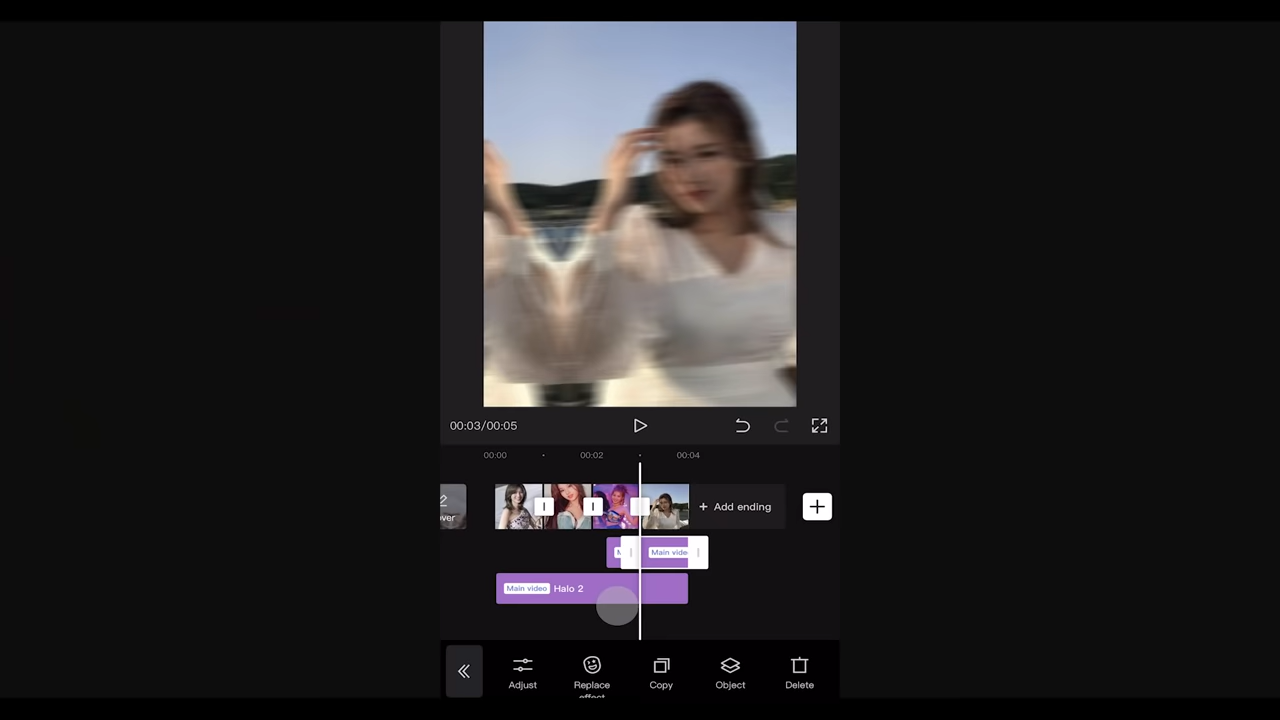 00:03/00:05
00:00
00:02
00:04
ver
+ Add ending
M
Main vide
Main video Halo 2
Adjust
Replace
effect
Copy
Object
Delete